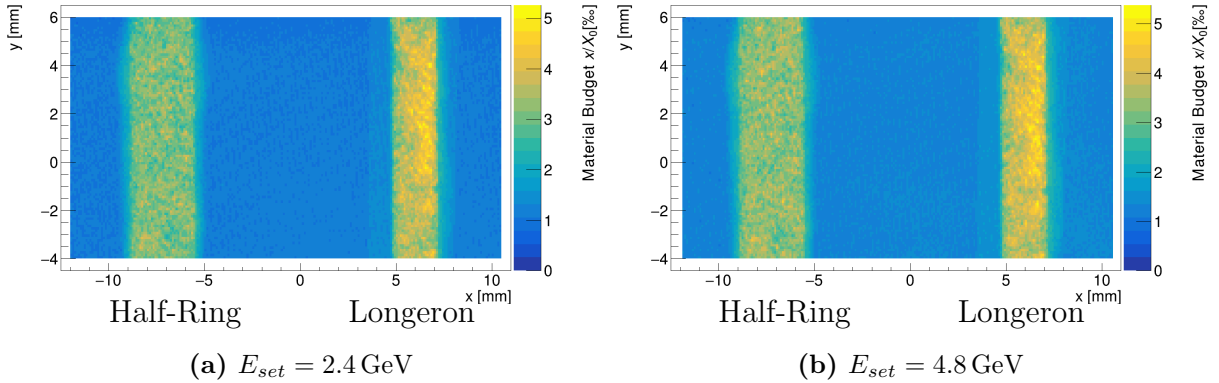 y [mm]
6
4
2
0
−2
−4
−10
−5
0
5
10
x [mm]
5
4
3
2
1
0
Material Budget x/X₀[‰]
Half-Ring
Longeron
(a) E_set = 2.4 GeV
y [mm]
6
4
2
0
−2
−4
−10
−5
0
5
10
x [mm]
5
4
3
2
1
0
Material Budget x/X₀[‰]
Half-Ring
Longeron
(b) E_set = 4.8 GeV